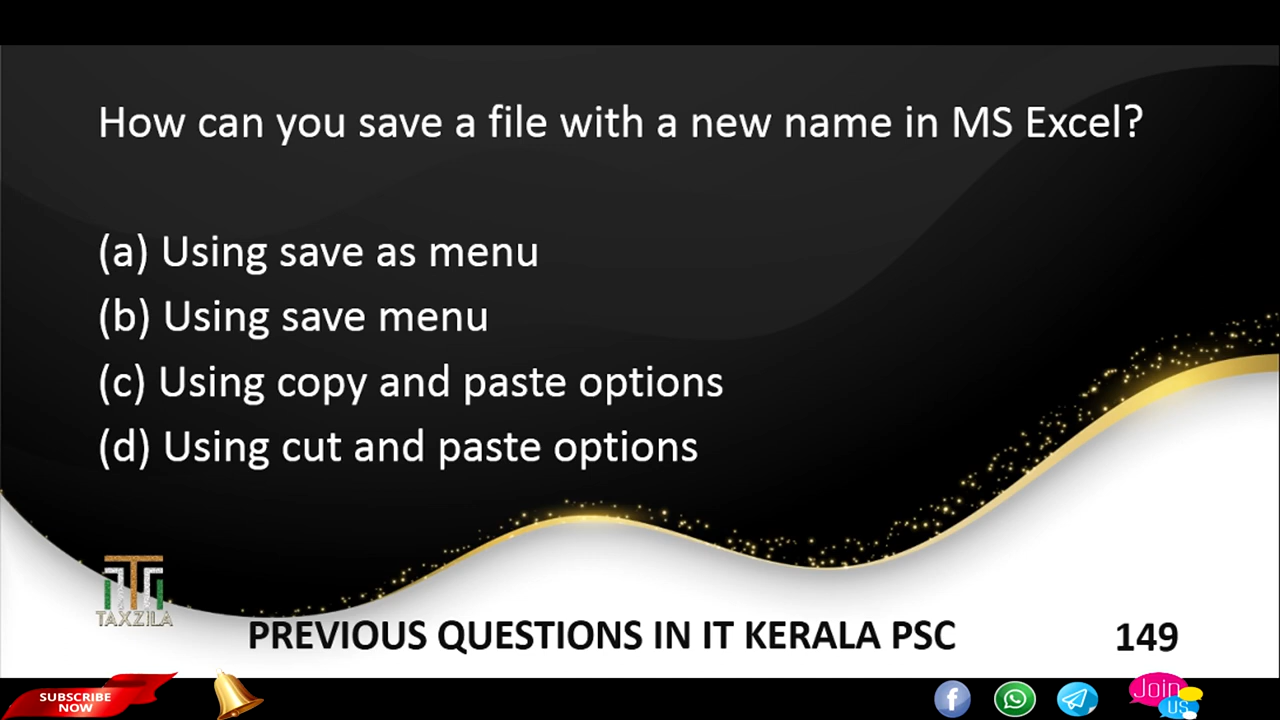 How can you save a file with a new name in MS Excel?
(a) Using save as menu
(b) Using save menu
(c) Using copy and paste options
(d) Using cut and paste options
TAXZILA
PREVIOUS QUESTIONS IN IT KERALA PSC
149
SUBSCRIBE
NOW
Join
us